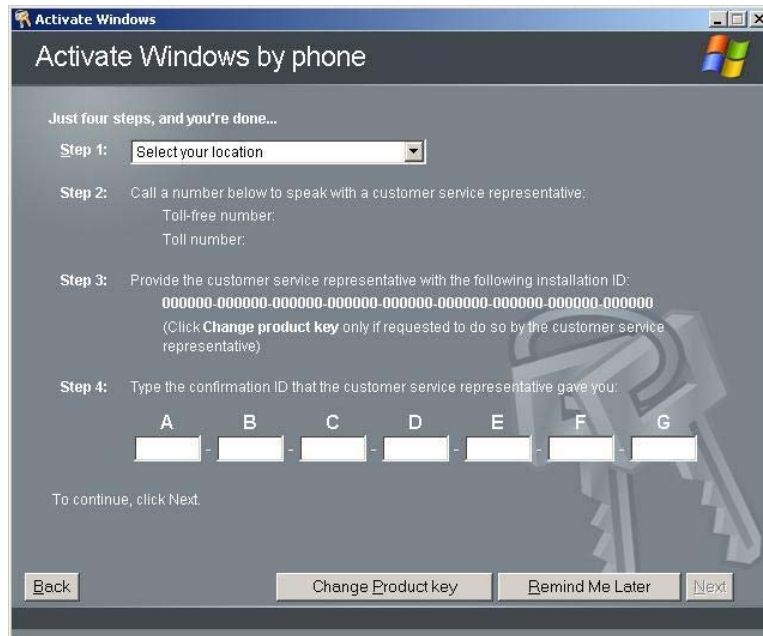 Activate Windows
Activate Windows by phone
Just four steps, and you're done...
Step 1: Select your location
Step 2: Call a number below to speak with a customer service representative:
Toll-free number:
Toll number:
Step 3: Provide the customer service representative with the following installation ID:
000000-000000-000000-000000-000000-000000-000000-000000-000000
(Click Change product key only if requested to do so by the customer service
representative)
Step 4: Type the confirmation ID that the customer service representative gave you:
A B C D E F G
- - - - - -
To continue, click Next.
Back Change Product key Remind Me Later Next